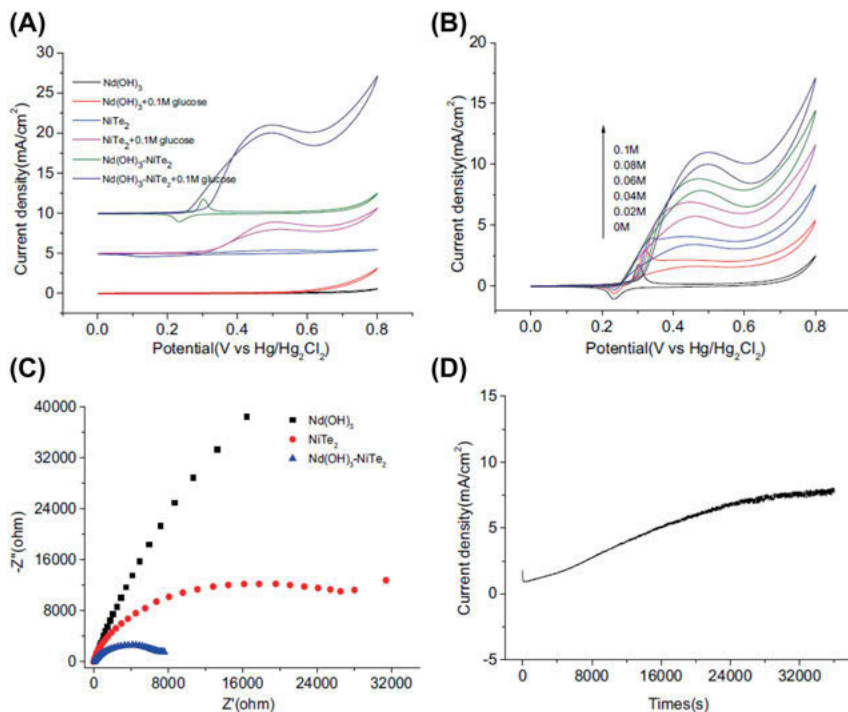 (A)
30
25
20
15
10
5
0
Current density(mA/cm²)
Nd(OH)₃
Nd(OH)₃+0.1M glucose
NiTe₂
NiTe₂+0.1M glucose
Nd(OH)₃-NiTe₂
Nd(OH)₃-NiTe₂+0.1M glucose
0.0 0.2 0.4 0.6 0.8
Potential(V vs Hg/Hg₂Cl₂)
(B)
20
15
10
5
0
Current density(mA/cm²)
0.1M
0.08M
0.06M
0.04M
0.02M
0M
0.0 0.2 0.4 0.6 0.8
Potential(V vs Hg/Hg₂Cl₂)
(C)
40000
32000
24000
16000
8000
0
-Z"(ohm)
Nd(OH)₃
NiTe₂
Nd(OH)₃-NiTe₂
0 8000 16000 24000 32000
Z'(ohm)
(D)
15
10
5
0
-5
Current density(mA/cm²)
0 8000 16000 24000 32000
Times(s)